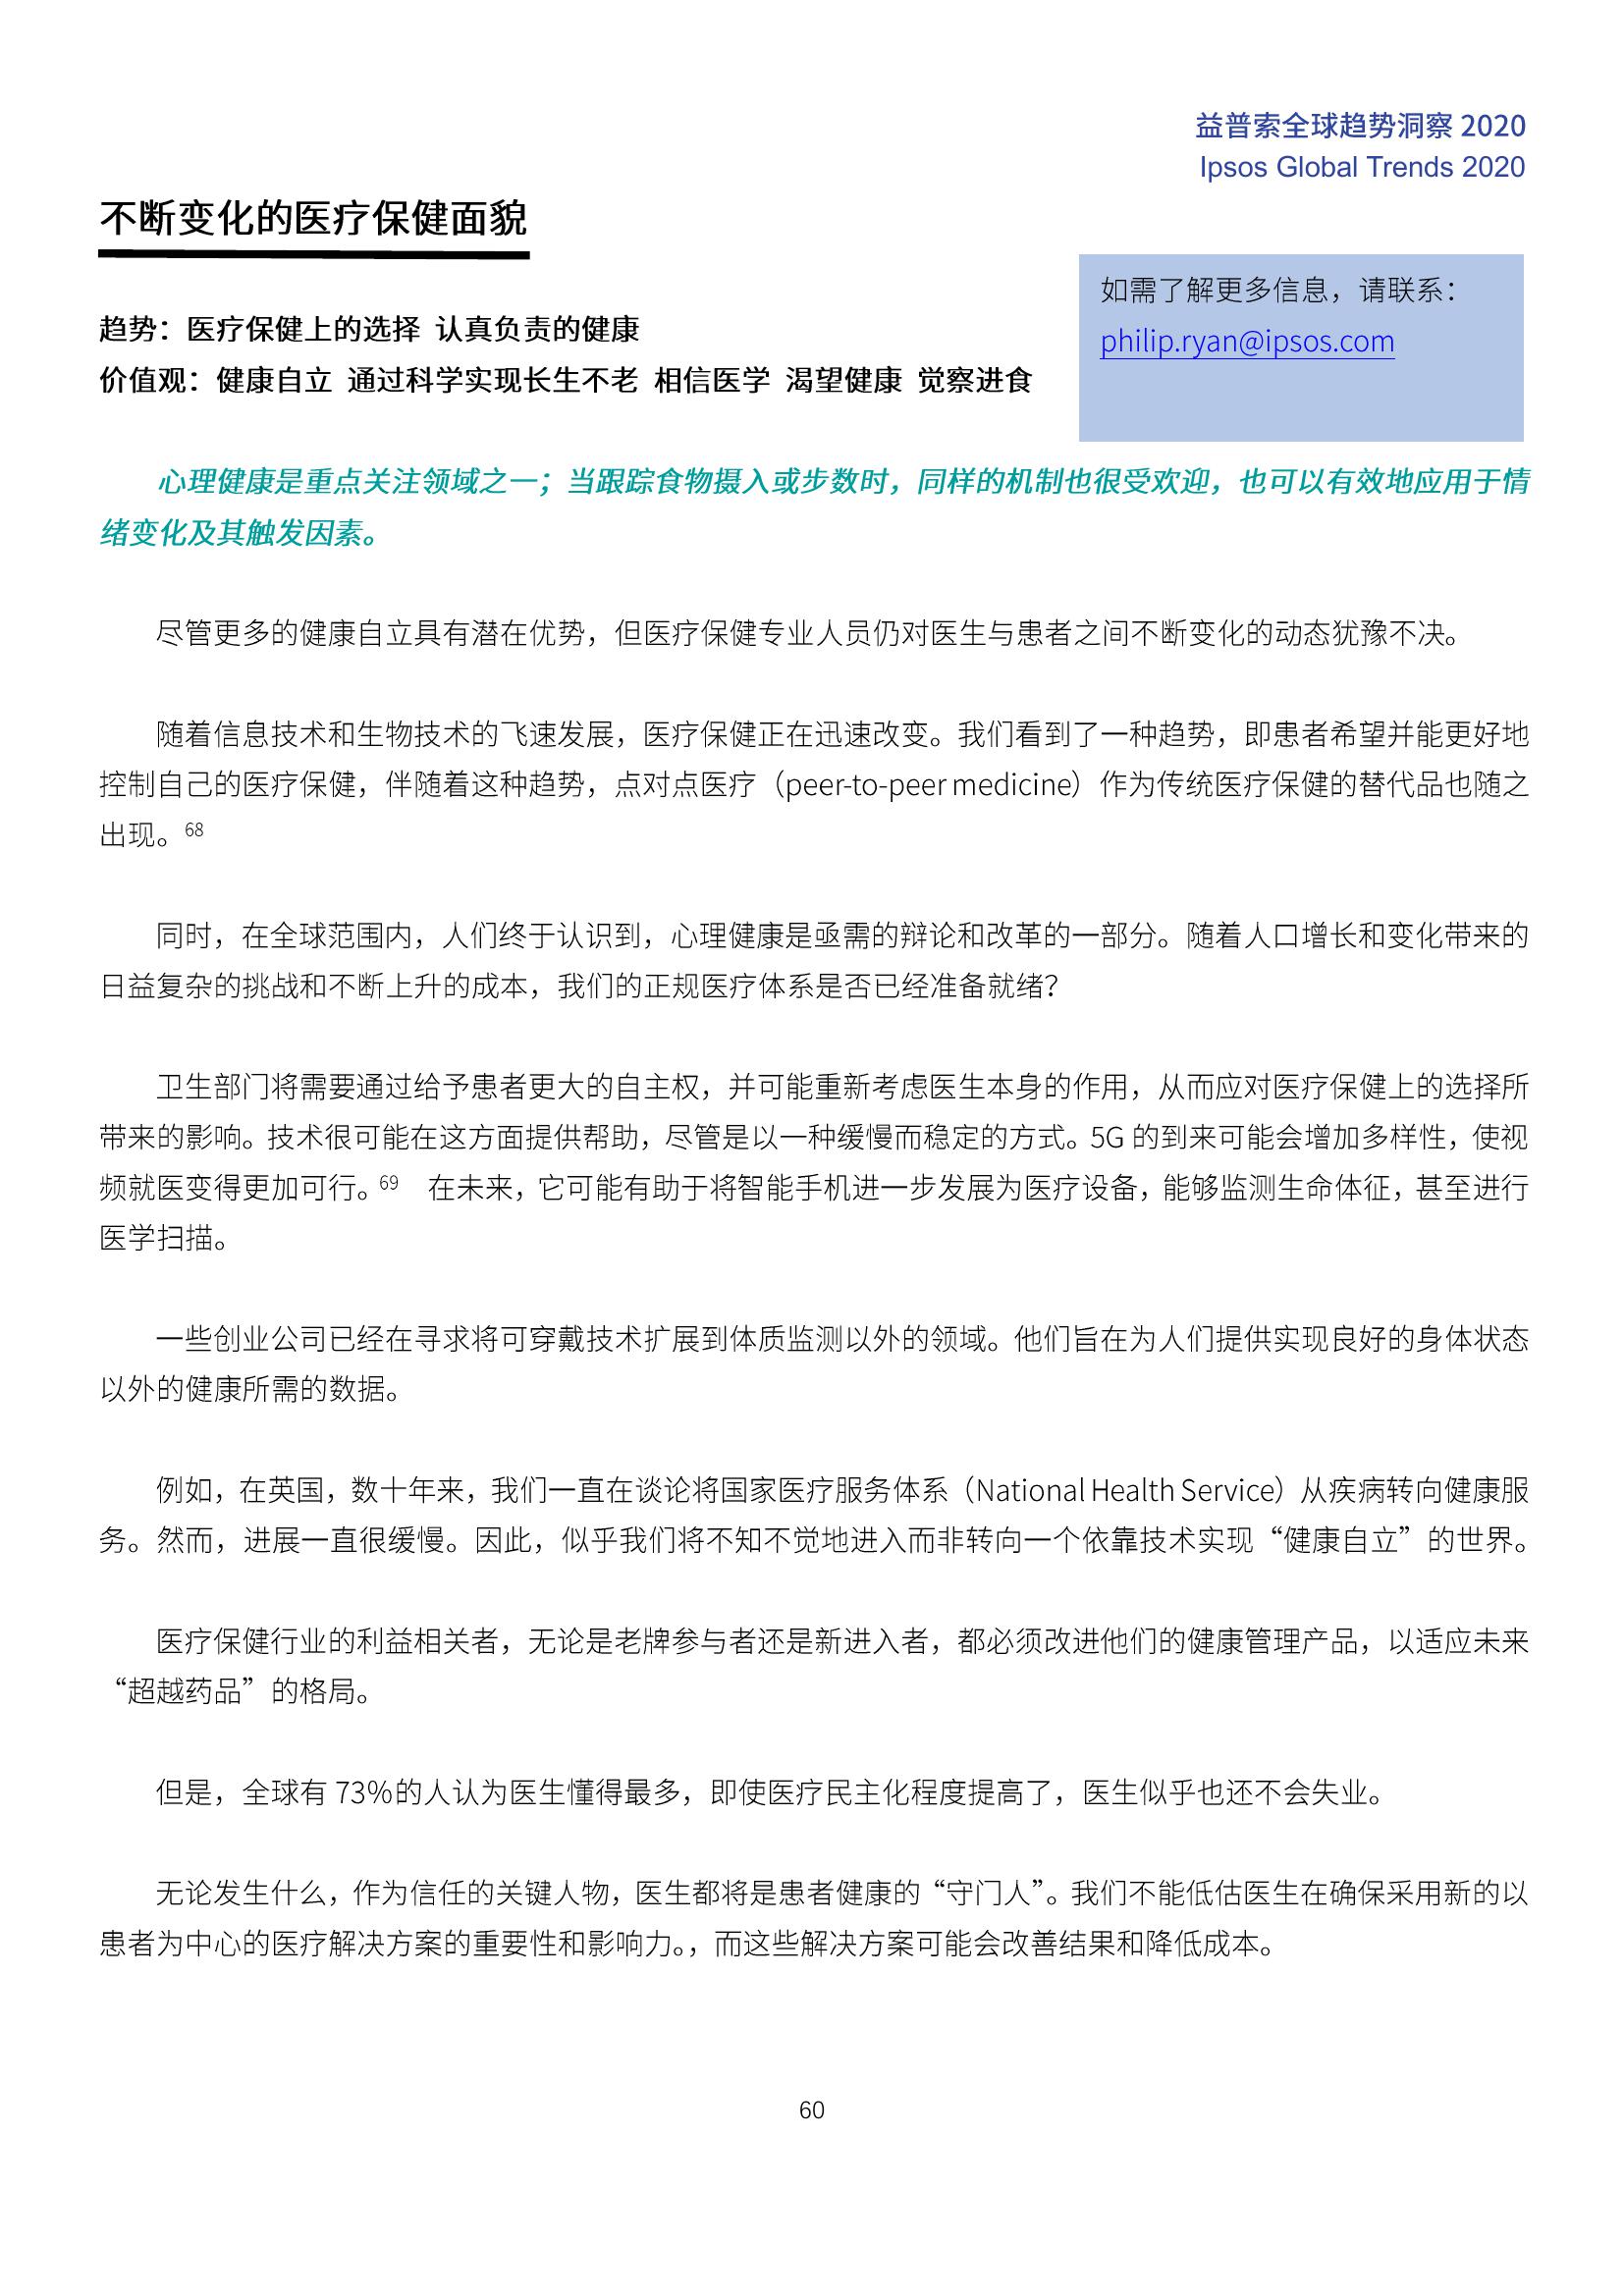 益普索全球趋势洞察 2020
Ipsos Global Trends 2020
不断变化的医疗保健面貌
如需了解更多信息，请联系：
philip.ryan@ipsos.com
趋势：医疗保健上的选择 认真负责的健康
价值观：健康自立 通过科学实现长生不老 相信医学 渴望健康 觉察进食
心理健康是重点关注领域之一；当跟踪食物摄入或步数时，同样的机制也很受欢迎，也可以有效地应用于情
绪变化及其触发因素。
尽管更多的健康自立具有潜在优势，但医疗保健专业人员仍对医生与患者之间不断变化的动态犹豫不决。
随着信息技术和生物技术的飞速发展，医疗保健正在迅速改变。我们看到了一种趋势，即患者希望并能更好地
控制自己的医疗保健，伴随着这种趋势，点对点医疗（peer-to-peer medicine）作为传统医疗保健的替代品也随之
出现。68
同时，在全球范围内，人们终于认识到，心理健康是亟需的辩论和改革的一部分。随着人口增长和变化带来的
日益复杂的挑战和不断上升的成本，我们的正规医疗体系是否已经准备就绪？
卫生部门将需要通过给予患者更大的自主权，并可能重新考虑医生本身的作用，从而应对医疗保健上的选择所
带来的影响。技术很可能在这方面提供帮助，尽管是以一种缓慢而稳定的方式。5G 的到来可能会增加多样性，使视
频就医变得更加可行。69 在未来，它可能有助于将智能手机进一步发展为医疗设备，能够监测生命体征，甚至进行
医学扫描。
一些创业公司已经在寻求将可穿戴技术扩展到体质监测以外的领域。他们旨在为人们提供实现良好的身体状态
以外的健康所需的数据。
例如，在英国，数十年来，我们一直在谈论将国家医疗服务体系（National Health Service）从疾病转向健康服
务。然而，进展一直很缓慢。因此，似乎我们将不知不觉地进入而非转向一个依靠技术实现“健康自立”的世界。
医疗保健行业的利益相关者，无论是老牌参与者还是新进入者，都必须改进他们的健康管理产品，以适应未来
“超越药品”的格局。
但是，全球有 73%的人认为医生懂得最多，即使医疗民主化程度提高了，医生似乎也还不会失业。
无论发生什么，作为信任的关键人物，医生都将是患者健康的“守门人”。我们不能低估医生在确保采用新的以
患者为中心的医疗解决方案的重要性和影响力。，而这些解决方案可能会改善结果和降低成本。
60